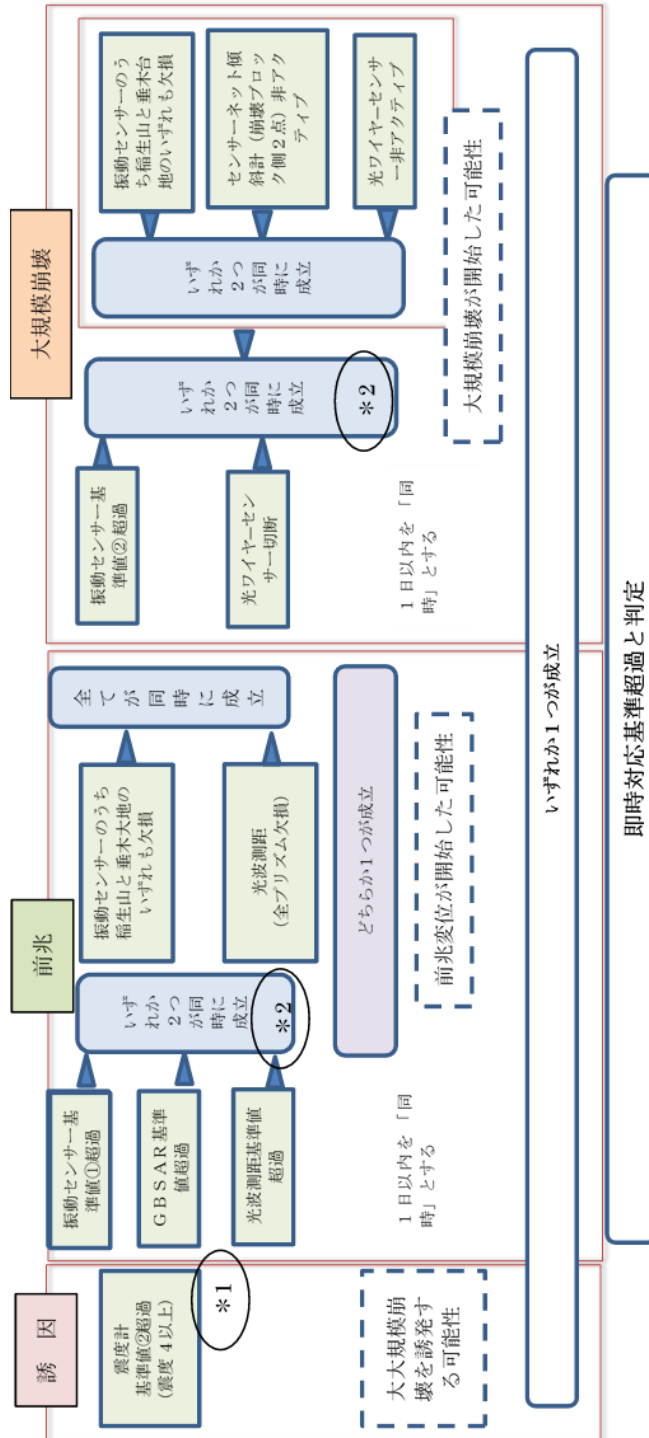 誘　因
震度計
基準値②超過
(震度 4 以上)
*1
大大規模崩
壊を誘発す
る可能性
前兆
振動センサー基
準値①超過
ＧＢＳＡＲ基準
値超過
光波測距基準値
超過
いず
れか
２つ
が同
時に
成立
*2
１日以内を「同
時」とする
振動センサーのうち
稲生山と垂木大地の
いずれも欠損
光波測距
(全プリズム欠損)
全て
が同
時に
成立
どちらか１つが成立
前兆変位が開始した可能性
大規模崩壊
振動センサー基
準値②超過
光ワイヤーセン
サー切断
いず
れか
２つ
が同
時に
成立
*2
１日以内を「同
時」とする
いず
れか
２つ
が同
時に
成立
振動センサーのう
ち稲生山と垂木台
地のいずれも欠損
センサーネット傾
斜計（崩壊ブロッ
ク側２点）非アク
ティブ
光ワイヤーセンサ
ー非アクティブ
大規模崩壊が開始した可能性
いずれか１つが成立
即時対応基準超過と判定